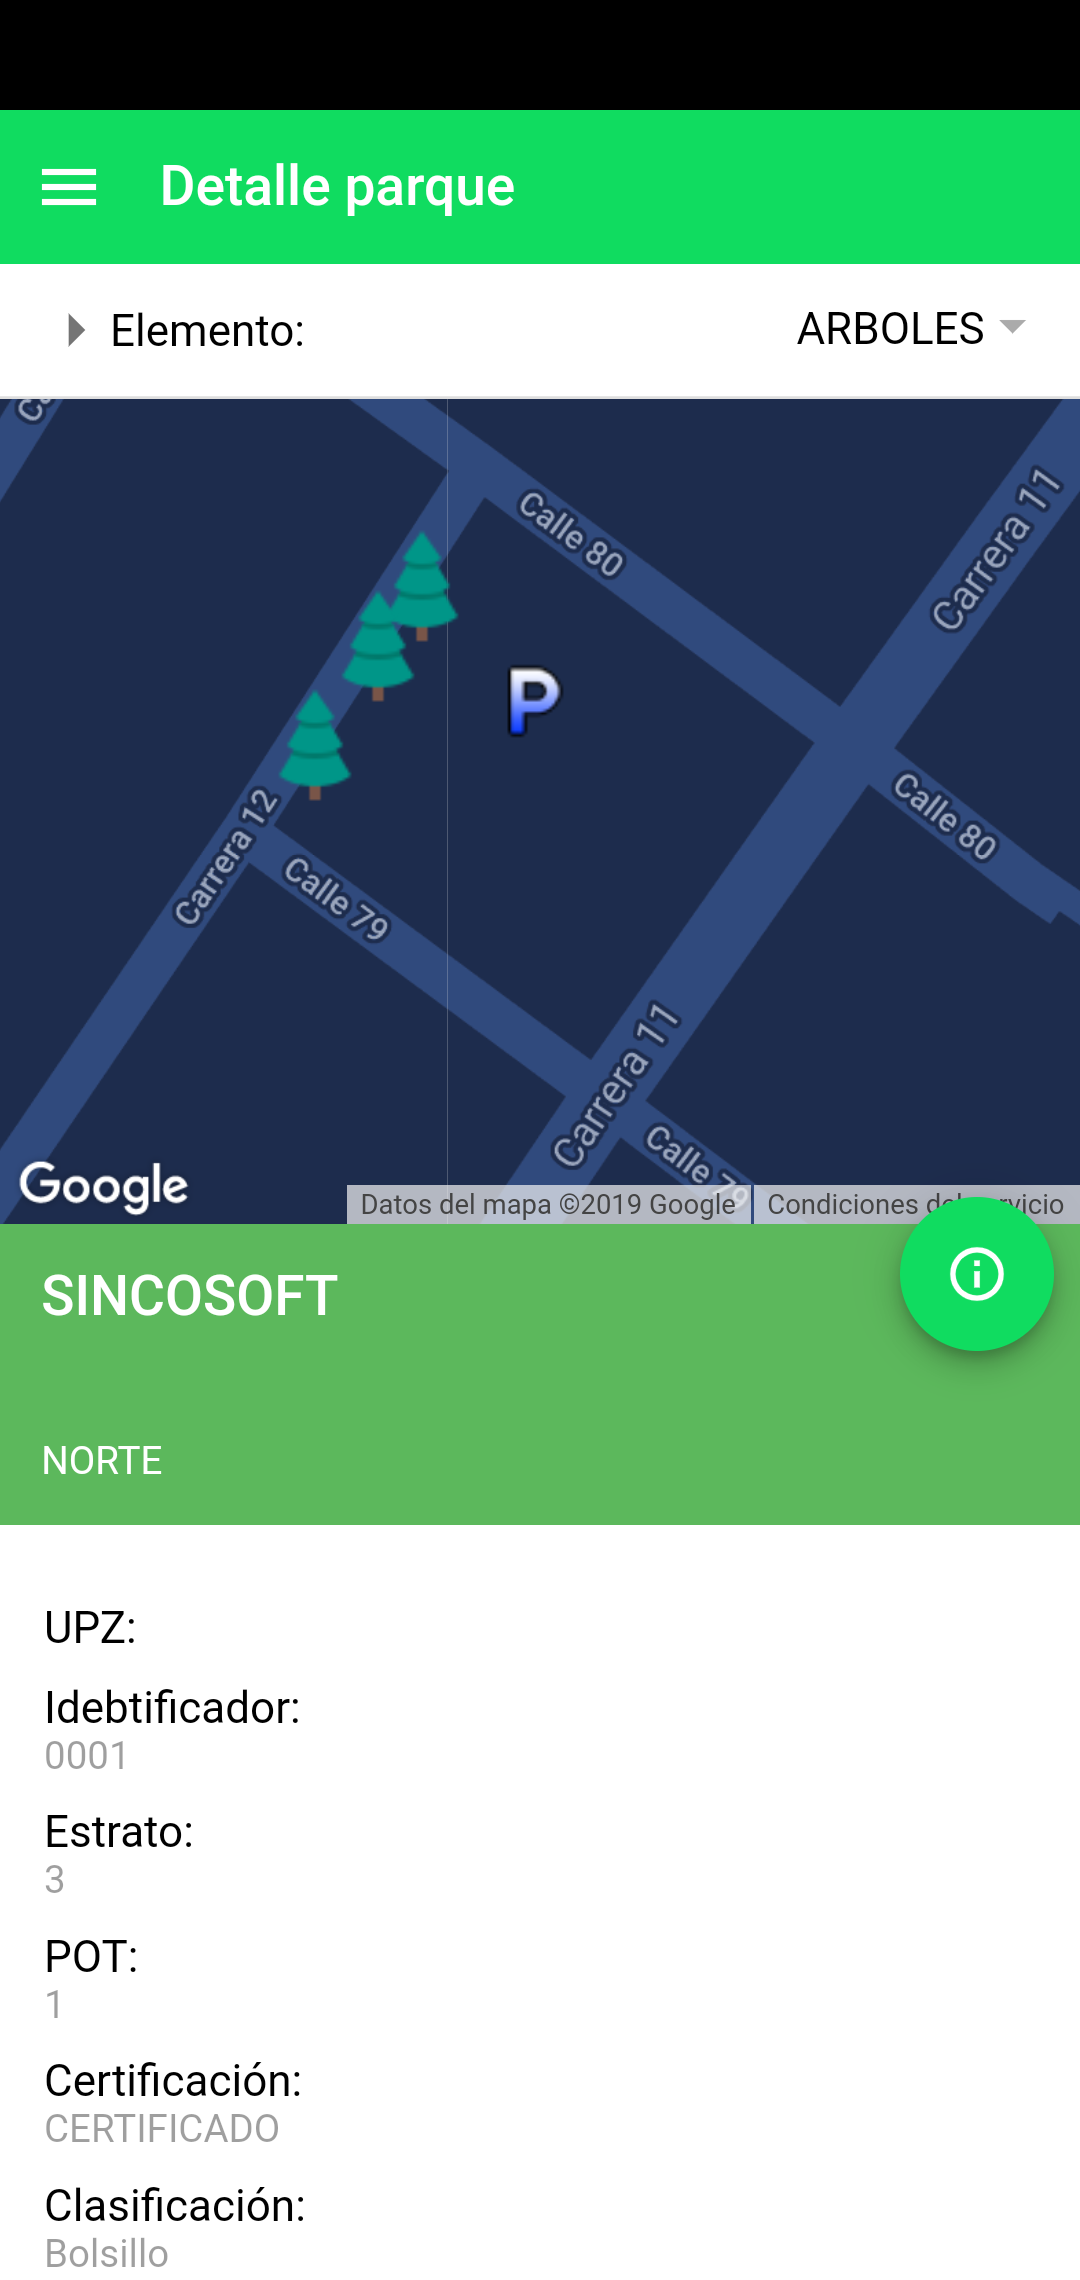 Detalle parque
Elemento:
ARBOLES
Calle 80
Carrera 11
P
Calle 80
Carrera 12
Calle 79
Carrera 11
Calle 79
Google
Datos del mapa ©2019 Google
Condiciones del
SINCOSOFT
NORTE
UPZ:
Idebtificador:
0001
Estrato:
3
POT:
1
Certificación:
CERTIFICADO
Clasificación:
Bolsillo